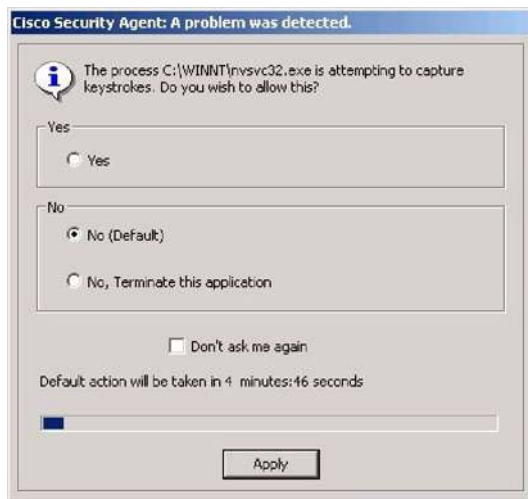 Cisco Security Agent: A problem was detected.
The process C:\WINNT\nvsvc32.exe is attempting to capture
keystrokes. Do you wish to allow this?
Yes
Yes
No
No (Default)
No, Terminate this application
Don't ask me again
Default action will be taken in 4 minutes:46 seconds
Apply